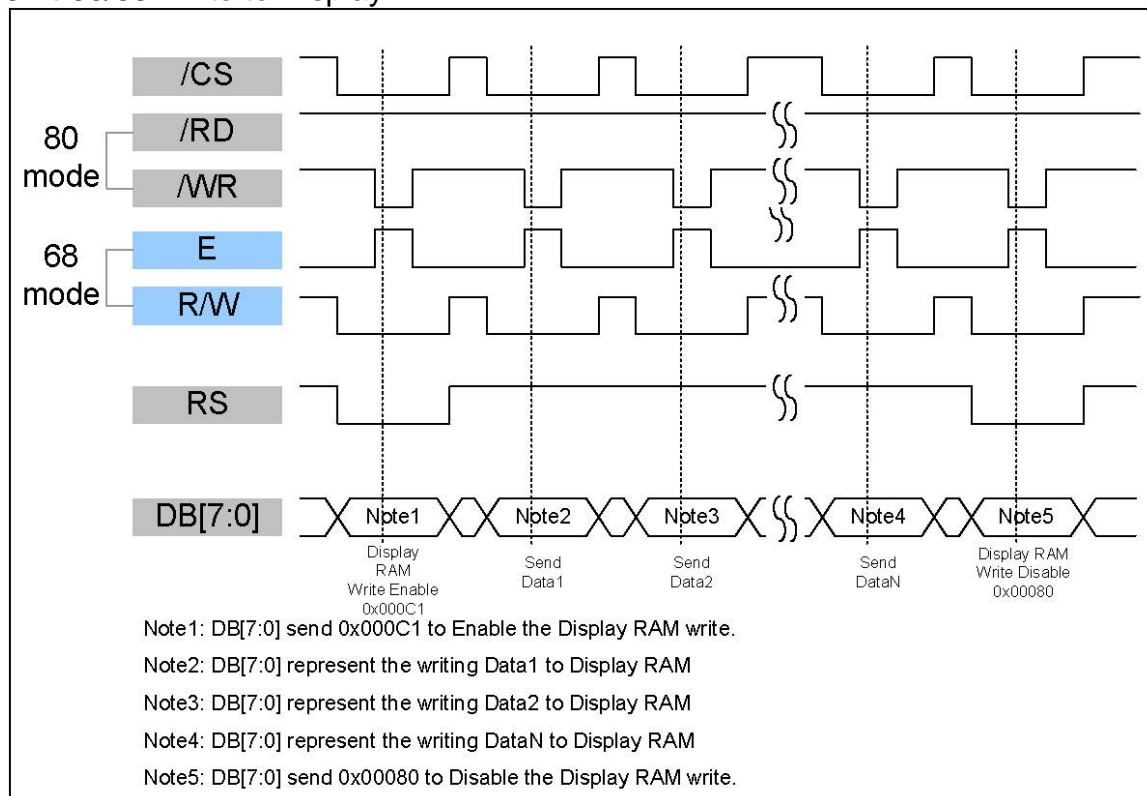 /CS
80
mode
/RD
/WR
68
mode
E
R/W
RS
DB[7:0]
Note1
Note2
Note3
Note4
Note5
Display
RAM
Write Enable
0x000C1
Send
Data1
Send
Data2
Send
DataN
Display RAM
Write Disable
0x00080
Note1: DB[7:0] send 0x000C1 to Enable the Display RAM write.
Note2: DB[7:0] represent the writing Data1 to Display RAM
Note3: DB[7:0] represent the writing Data2 to Display RAM
Note4: DB[7:0] represent the writing DataN to Display RAM
Note5: DB[7:0] send 0x00080 to Disable the Display RAM write.